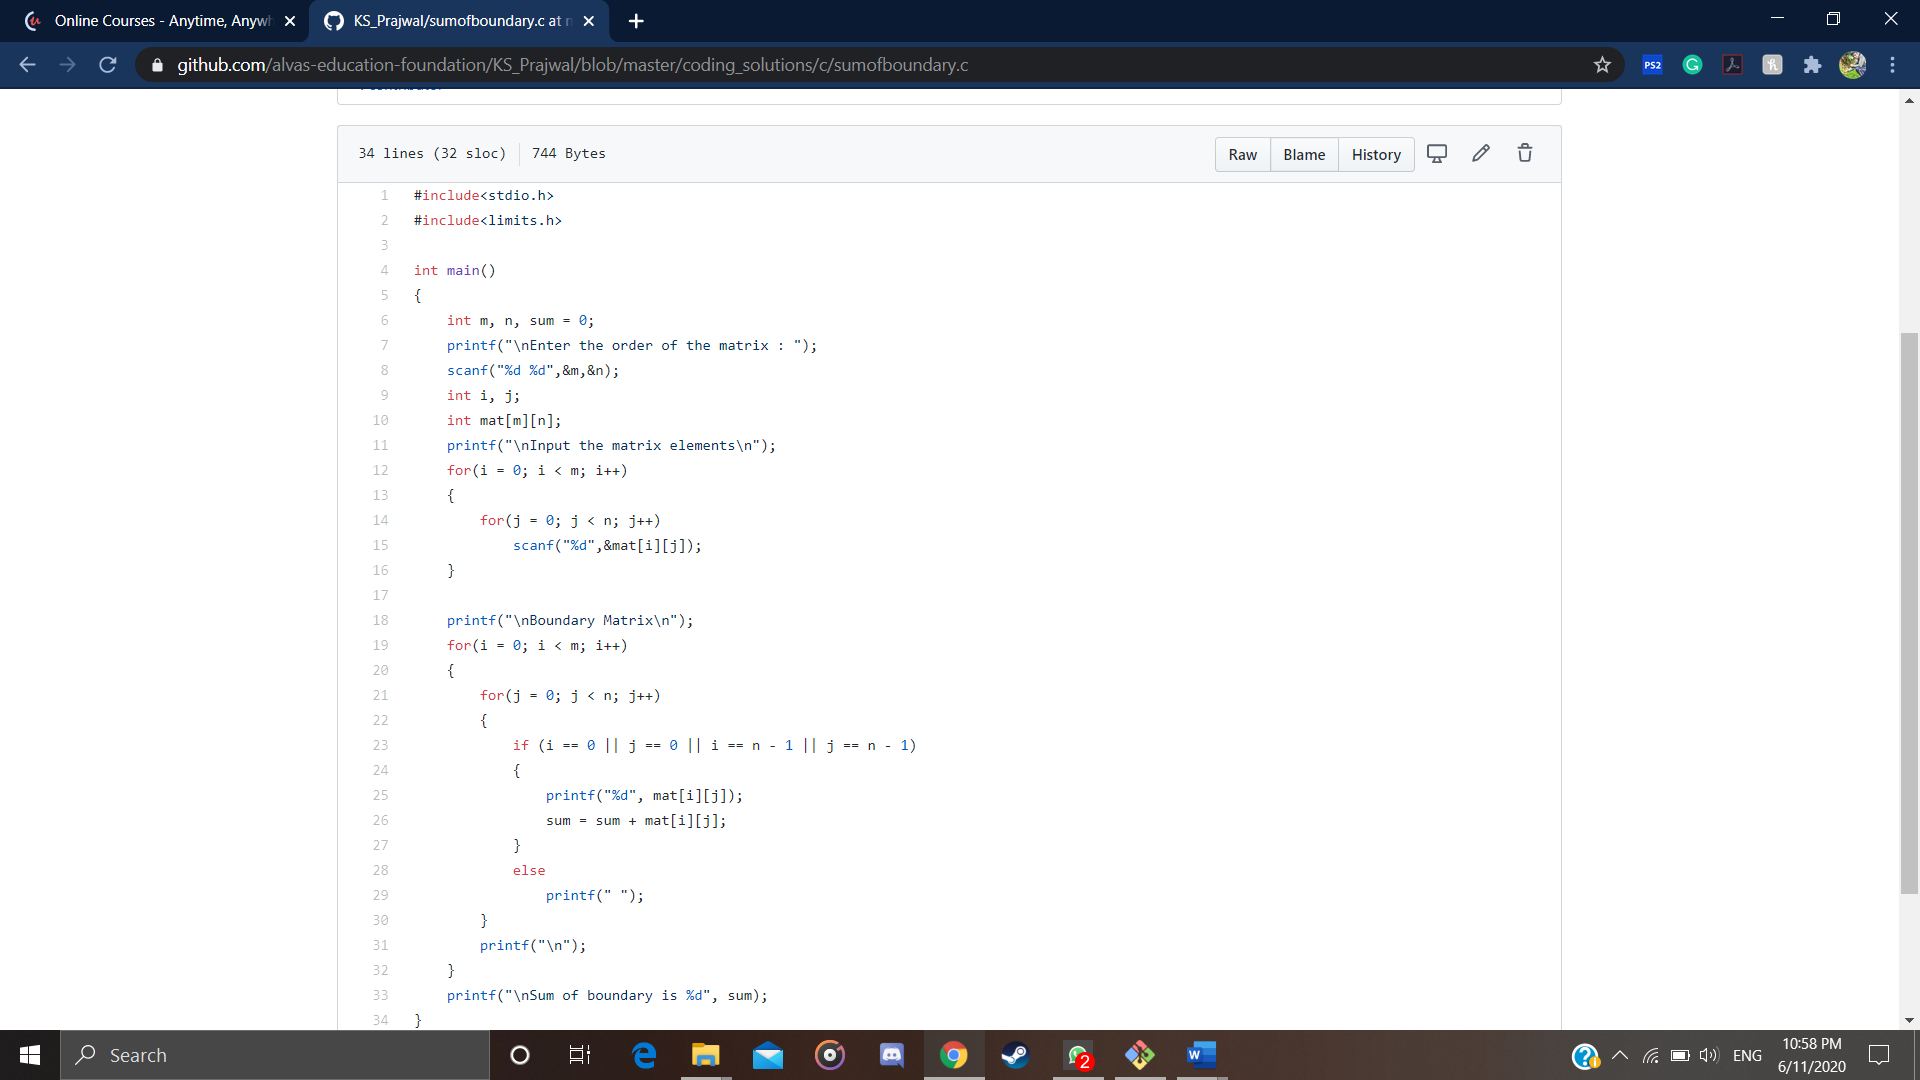 Online Courses - Anytime, Anywh
KS_Prajwal/sumofboundary.c at n
github.com/alvas-education-foundation/KS_Prajwal/blob/master/coding_solutions/c/sumofboundary.c
PS2
34 lines (32 sloc)
744 Bytes
Raw
Blame
History
1 #include<stdio.h>
2 #include<limits.h>
3
4 int main()
5 {
6 int m, n, sum = 0;
7 printf("\nEnter the order of the matrix : ");
8 scanf("%d %d",&m,&n);
9 int i, j;
10 int mat[m][n];
11 printf("\nInput the matrix elements\n");
12 for(i = 0; i < m; i++)
13 {
14 for(j = 0; j < n; j++)
15 scanf("%d",&mat[i][j]);
16 }
17
18 printf("\nBoundary Matrix\n");
19 for(i = 0; i < m; i++)
20 {
21 for(j = 0; j < n; j++)
22 {
23 if (i == 0 || j == 0 || i == n - 1 || j == n - 1)
24 {
25 printf("%d", mat[i][j]);
26 sum = sum + mat[i][j];
27 }
28 else
29 printf(" ");
30 }
31 printf("\n");
32 }
33 printf("\nSum of boundary is %d", sum);
34 }
Search
2
ENG
10:58 PM
6/11/2020